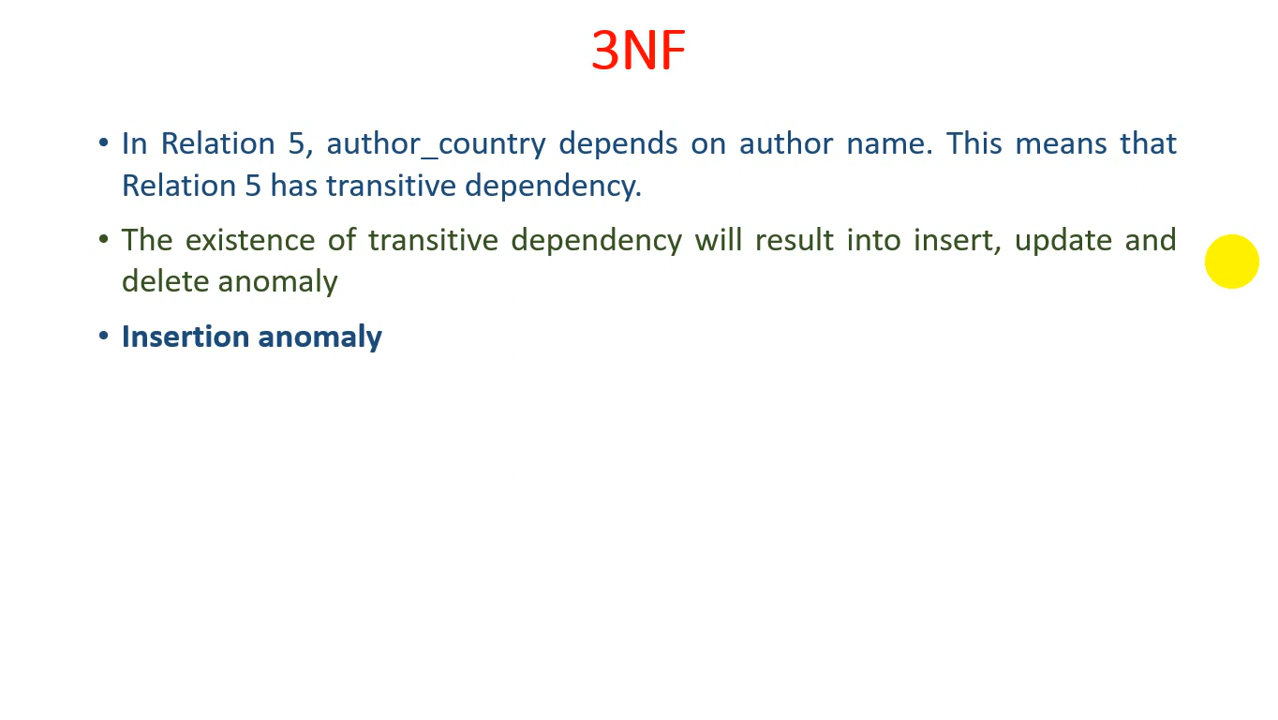 3NF
• In Relation 5, author_country depends on author name. This means that
Relation 5 has transitive dependency.
• The existence of transitive dependency will result into insert, update and
delete anomaly
• Insertion anomaly